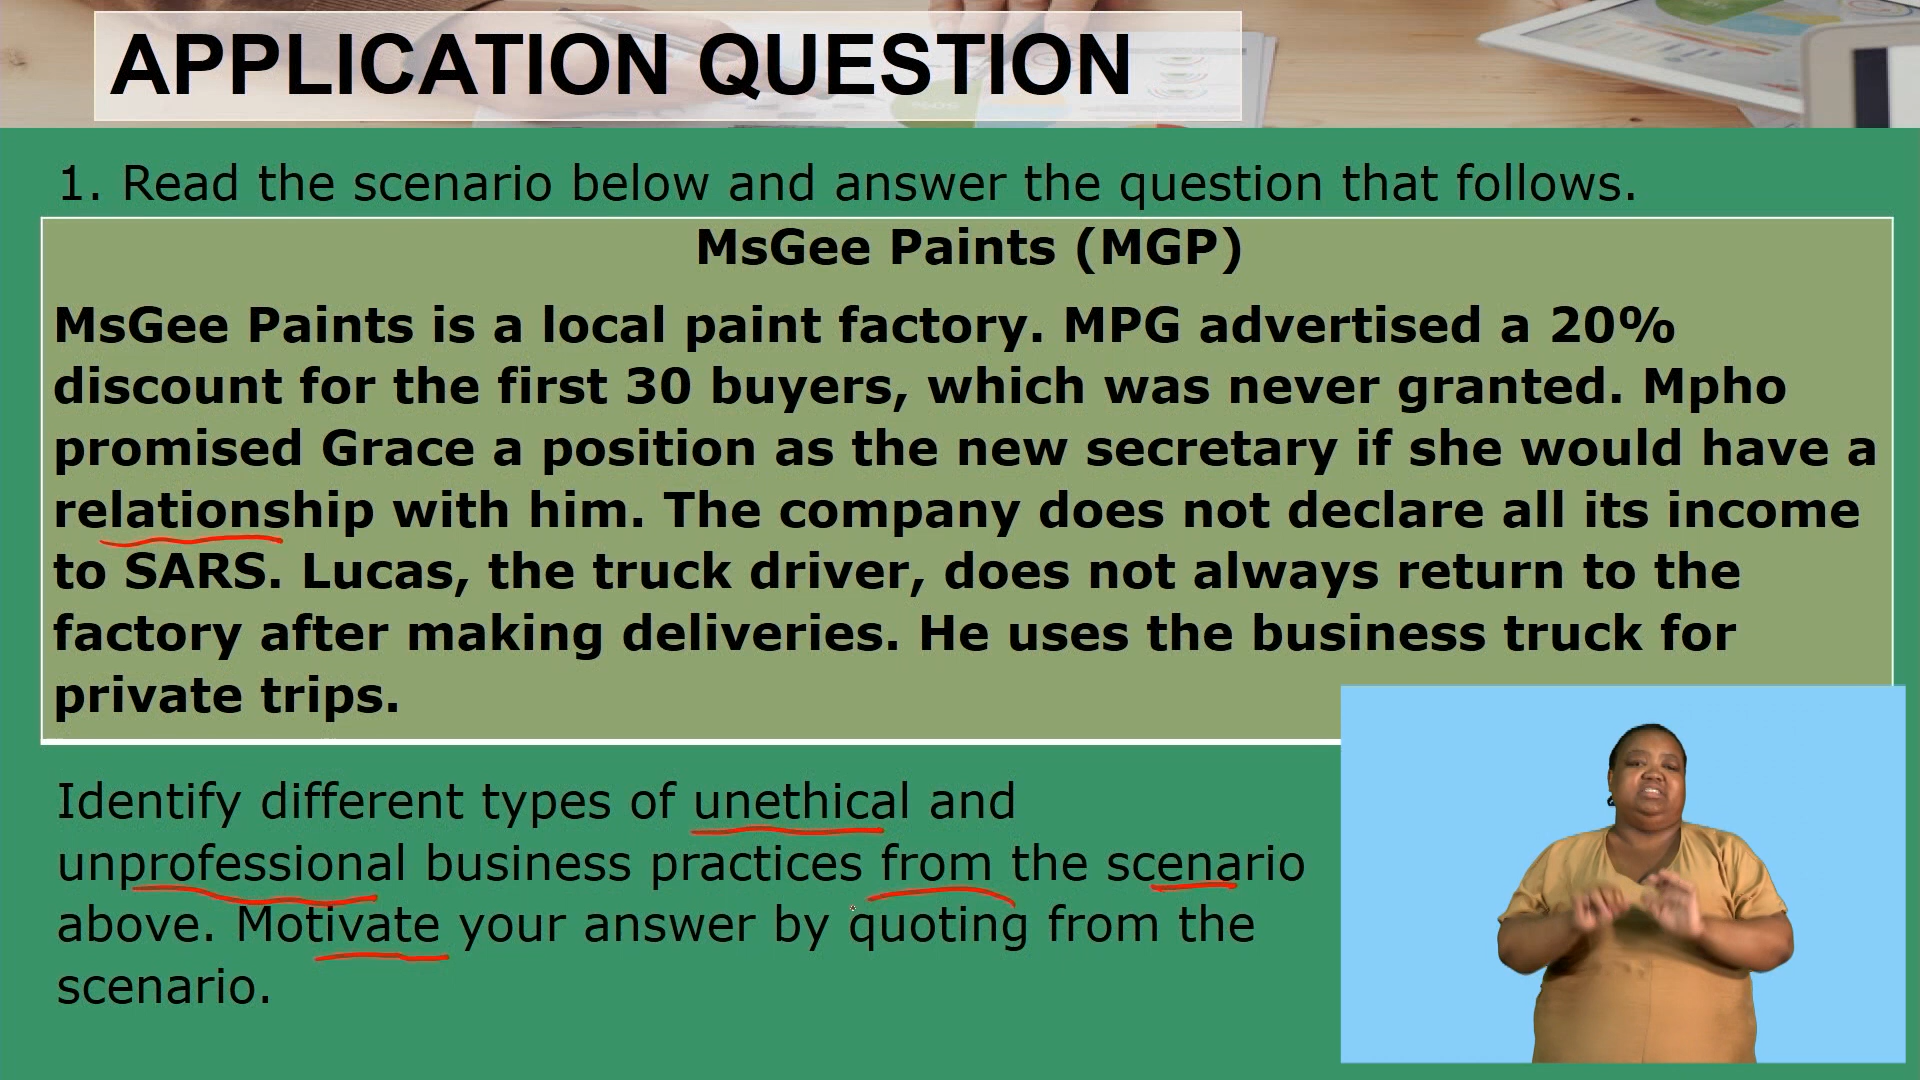 APPLICATION QUESTION
1. Read the scenario below and answer the question that follows.
MsGee Paints (MGP)
MsGee Paints is a local paint factory. MPG advertised a 20%
discount for the first 30 buyers, which was never granted. Mpho
promised Grace a position as the new secretary if she would have a
relationship with him. The company does not declare all its income
to SARS. Lucas, the truck driver, does not always return to the
factory after making deliveries. He uses the business truck for
private trips.
Identify different types of unethical and
unprofessional business practices from the scenario
above. Motivate your answer by quoting from the
scenario.